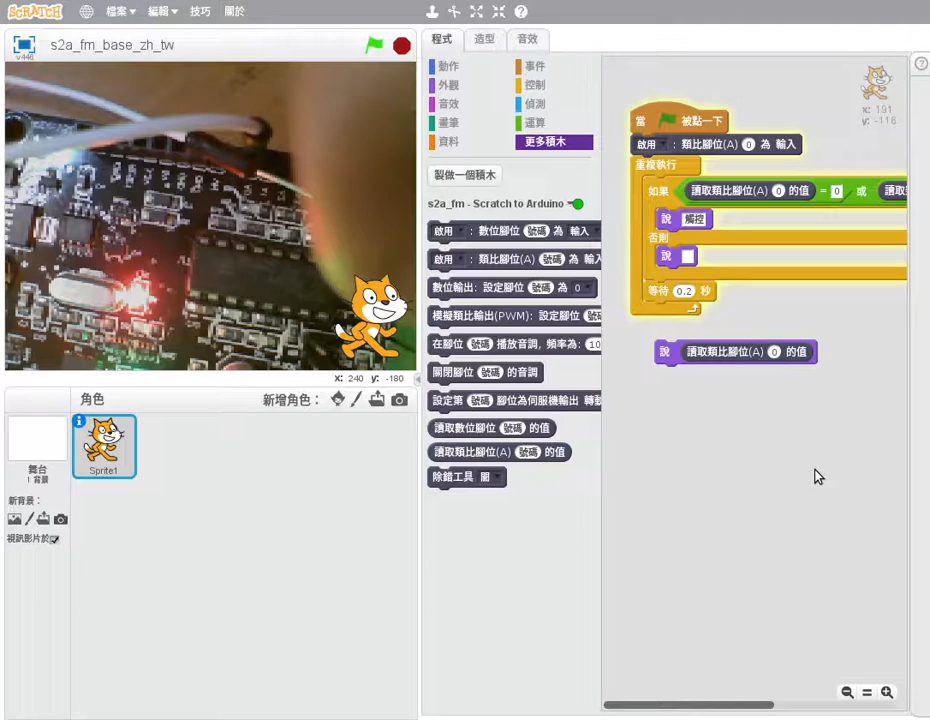 SCRATCH 檔案▼ 編輯▼ 技巧 關於
v446 s2a_fm_base_zh_tw
程式 造型 音效
動作 事件
外觀 控制
音效 偵測
畫筆 運算
資料 更多積木
製做一個積木
s2a_fm - Scratch to Arduino
啟用 : 數位腳位 號碼 為 輸入
啟用 : 類比腳位(A) 號碼 為 輸入
數位輸出: 設定腳位 號碼 為 0
模擬類比輸出(PWM): 設定腳位
在腳位 號碼 播放音調, 頻率為: 10
關閉腳位 號碼 的音調
設定第 號碼 腳位為伺服機輸出 轉動
讀取數位腳位 號碼 的值
讀取類比腳位(A) 號碼 的值
除錯工具 關
x: 191
y: -118
當 被點一下
啟用 : 類比腳位(A) 0 為 輸入
重複執行
如果 讀取類比腳位(A) 0 的值 = 0 或 讀取
說 觸控
否則
說
等待 0.2 秒
說 讀取類比腳位(A) 0 的值
x: 240 y: -180
角色 新增角色:
舞台
1 背景
新背景:
視訊影片於
Sprite1